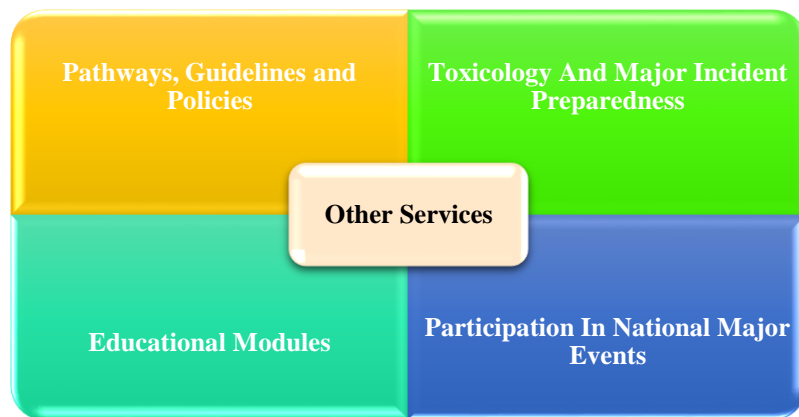 Pathways, Guidelines and
Policies
Toxicology And Major Incident
Preparedness
Other Services
Educational Modules
Participation In National Major
Events